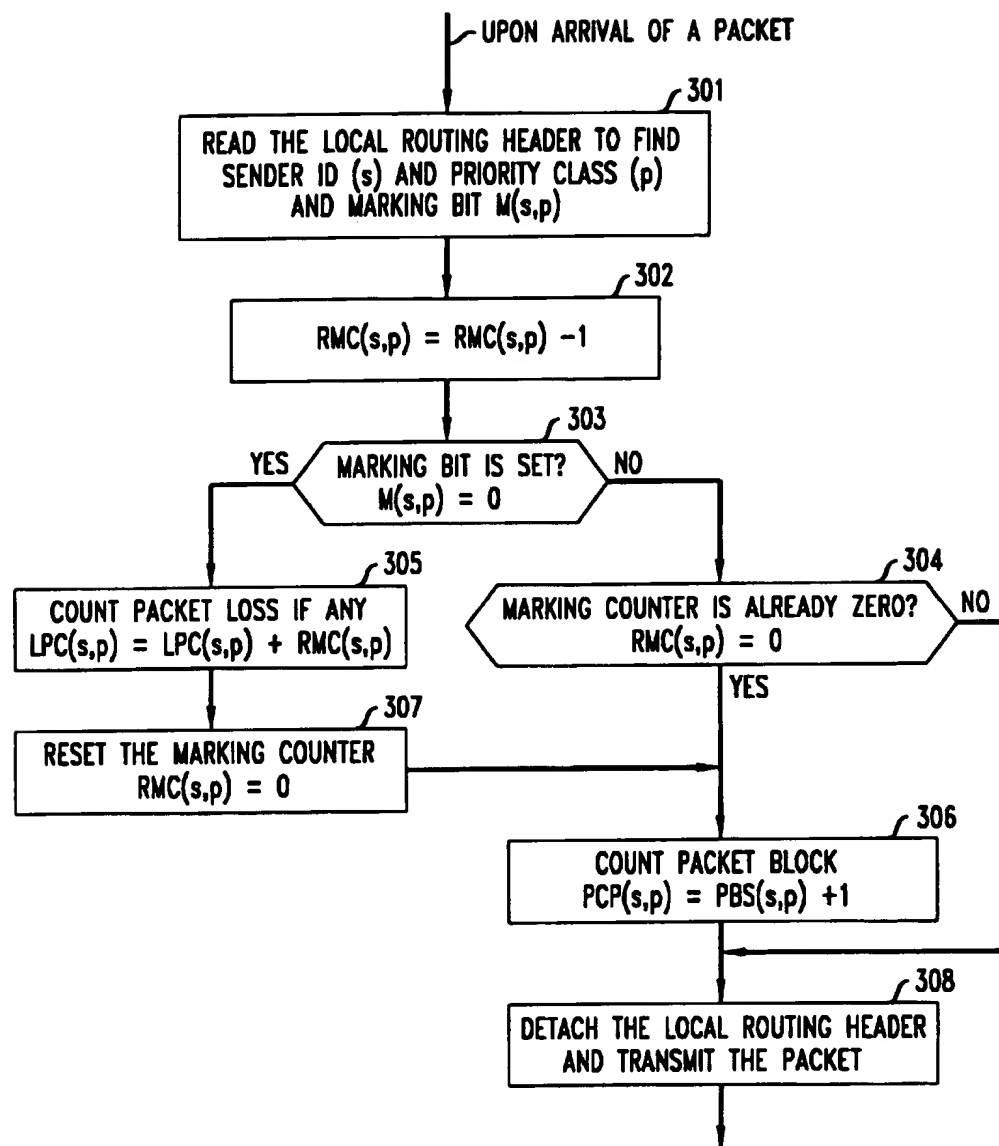 UPON ARRIVAL OF A PACKET
301
READ THE LOCAL ROUTING HEADER TO FIND
SENDER ID (s) AND PRIORITY CLASS (p)
AND MARKING BIT M(s,p)
302
RMC(s,p) = RMC(s,p) -1
303
YES
MARKING BIT IS SET?
M(s,p) = 0
NO
305
COUNT PACKET LOSS IF ANY
LPC(s,p) = LPC(s,p) + RMC(s,p)
304
MARKING COUNTER IS ALREADY ZERO?
RMC(s,p) = 0
NO
YES
307
RESET THE MARKING COUNTER
RMC(s,p) = 0
306
COUNT PACKET BLOCK
PCP(s,p) = PBS(s,p) +1
308
DETACH THE LOCAL ROUTING HEADER
AND TRANSMIT THE PACKET